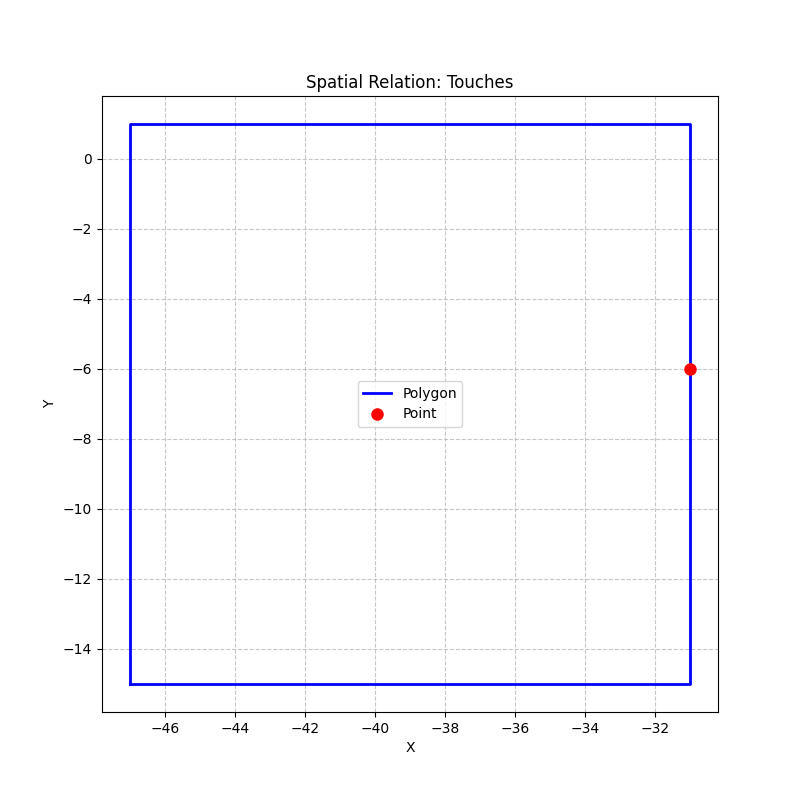 Spatial Relation: Touches
0
−2
−4
−6
−8
−10
−12
−14
Y
Polygon
Point
−46 −44 −42 −40 −38 −36 −34 −32
X